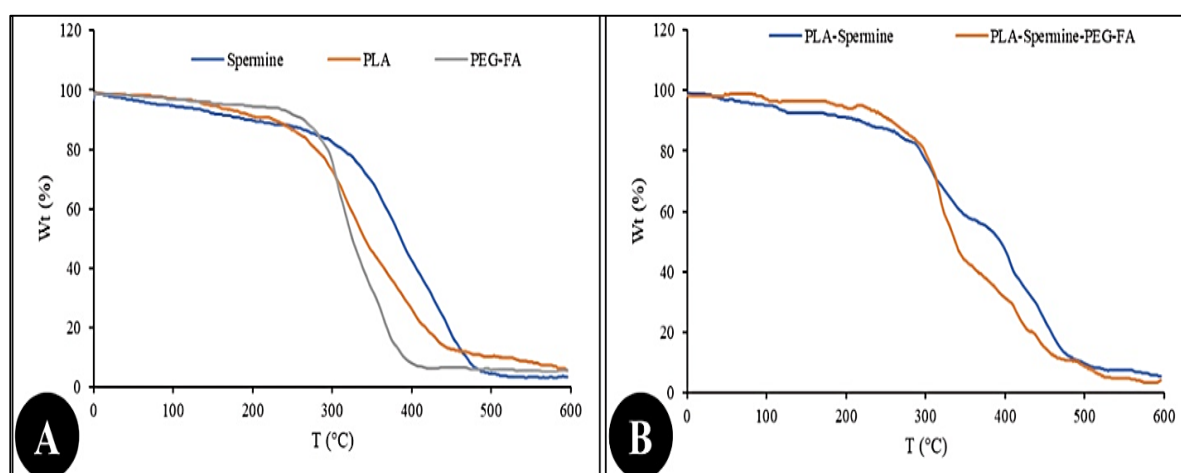 120
Spermine PLA PEG-FA
100
80
60
40
20
0
0 100 200 300 400 500 600
Wt (%)
T (°C)
A
120
PLA-Spermine PLA-Spermine-PEG-FA
100
80
60
40
20
0
0 100 200 300 400 500 600
Wt (%)
T (°C)
B